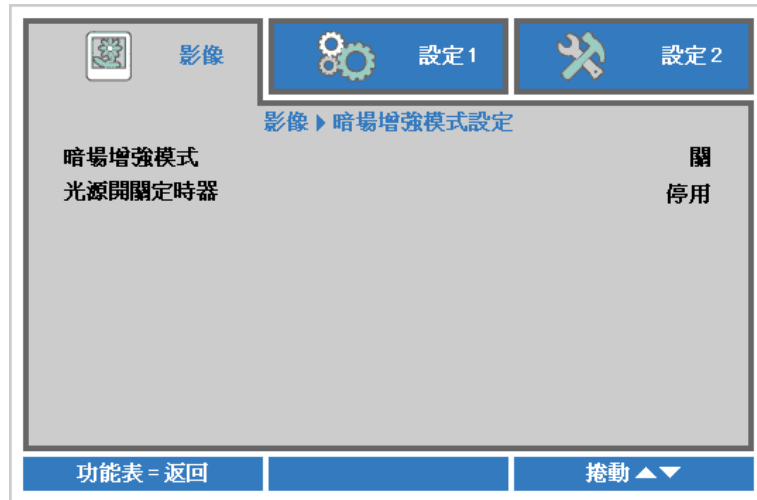 影像 設定1 設定2
影像▶暗場增強模式設定
暗場增強模式 關
光源開關定時器 停用
功能表=返回 捲動▲▼